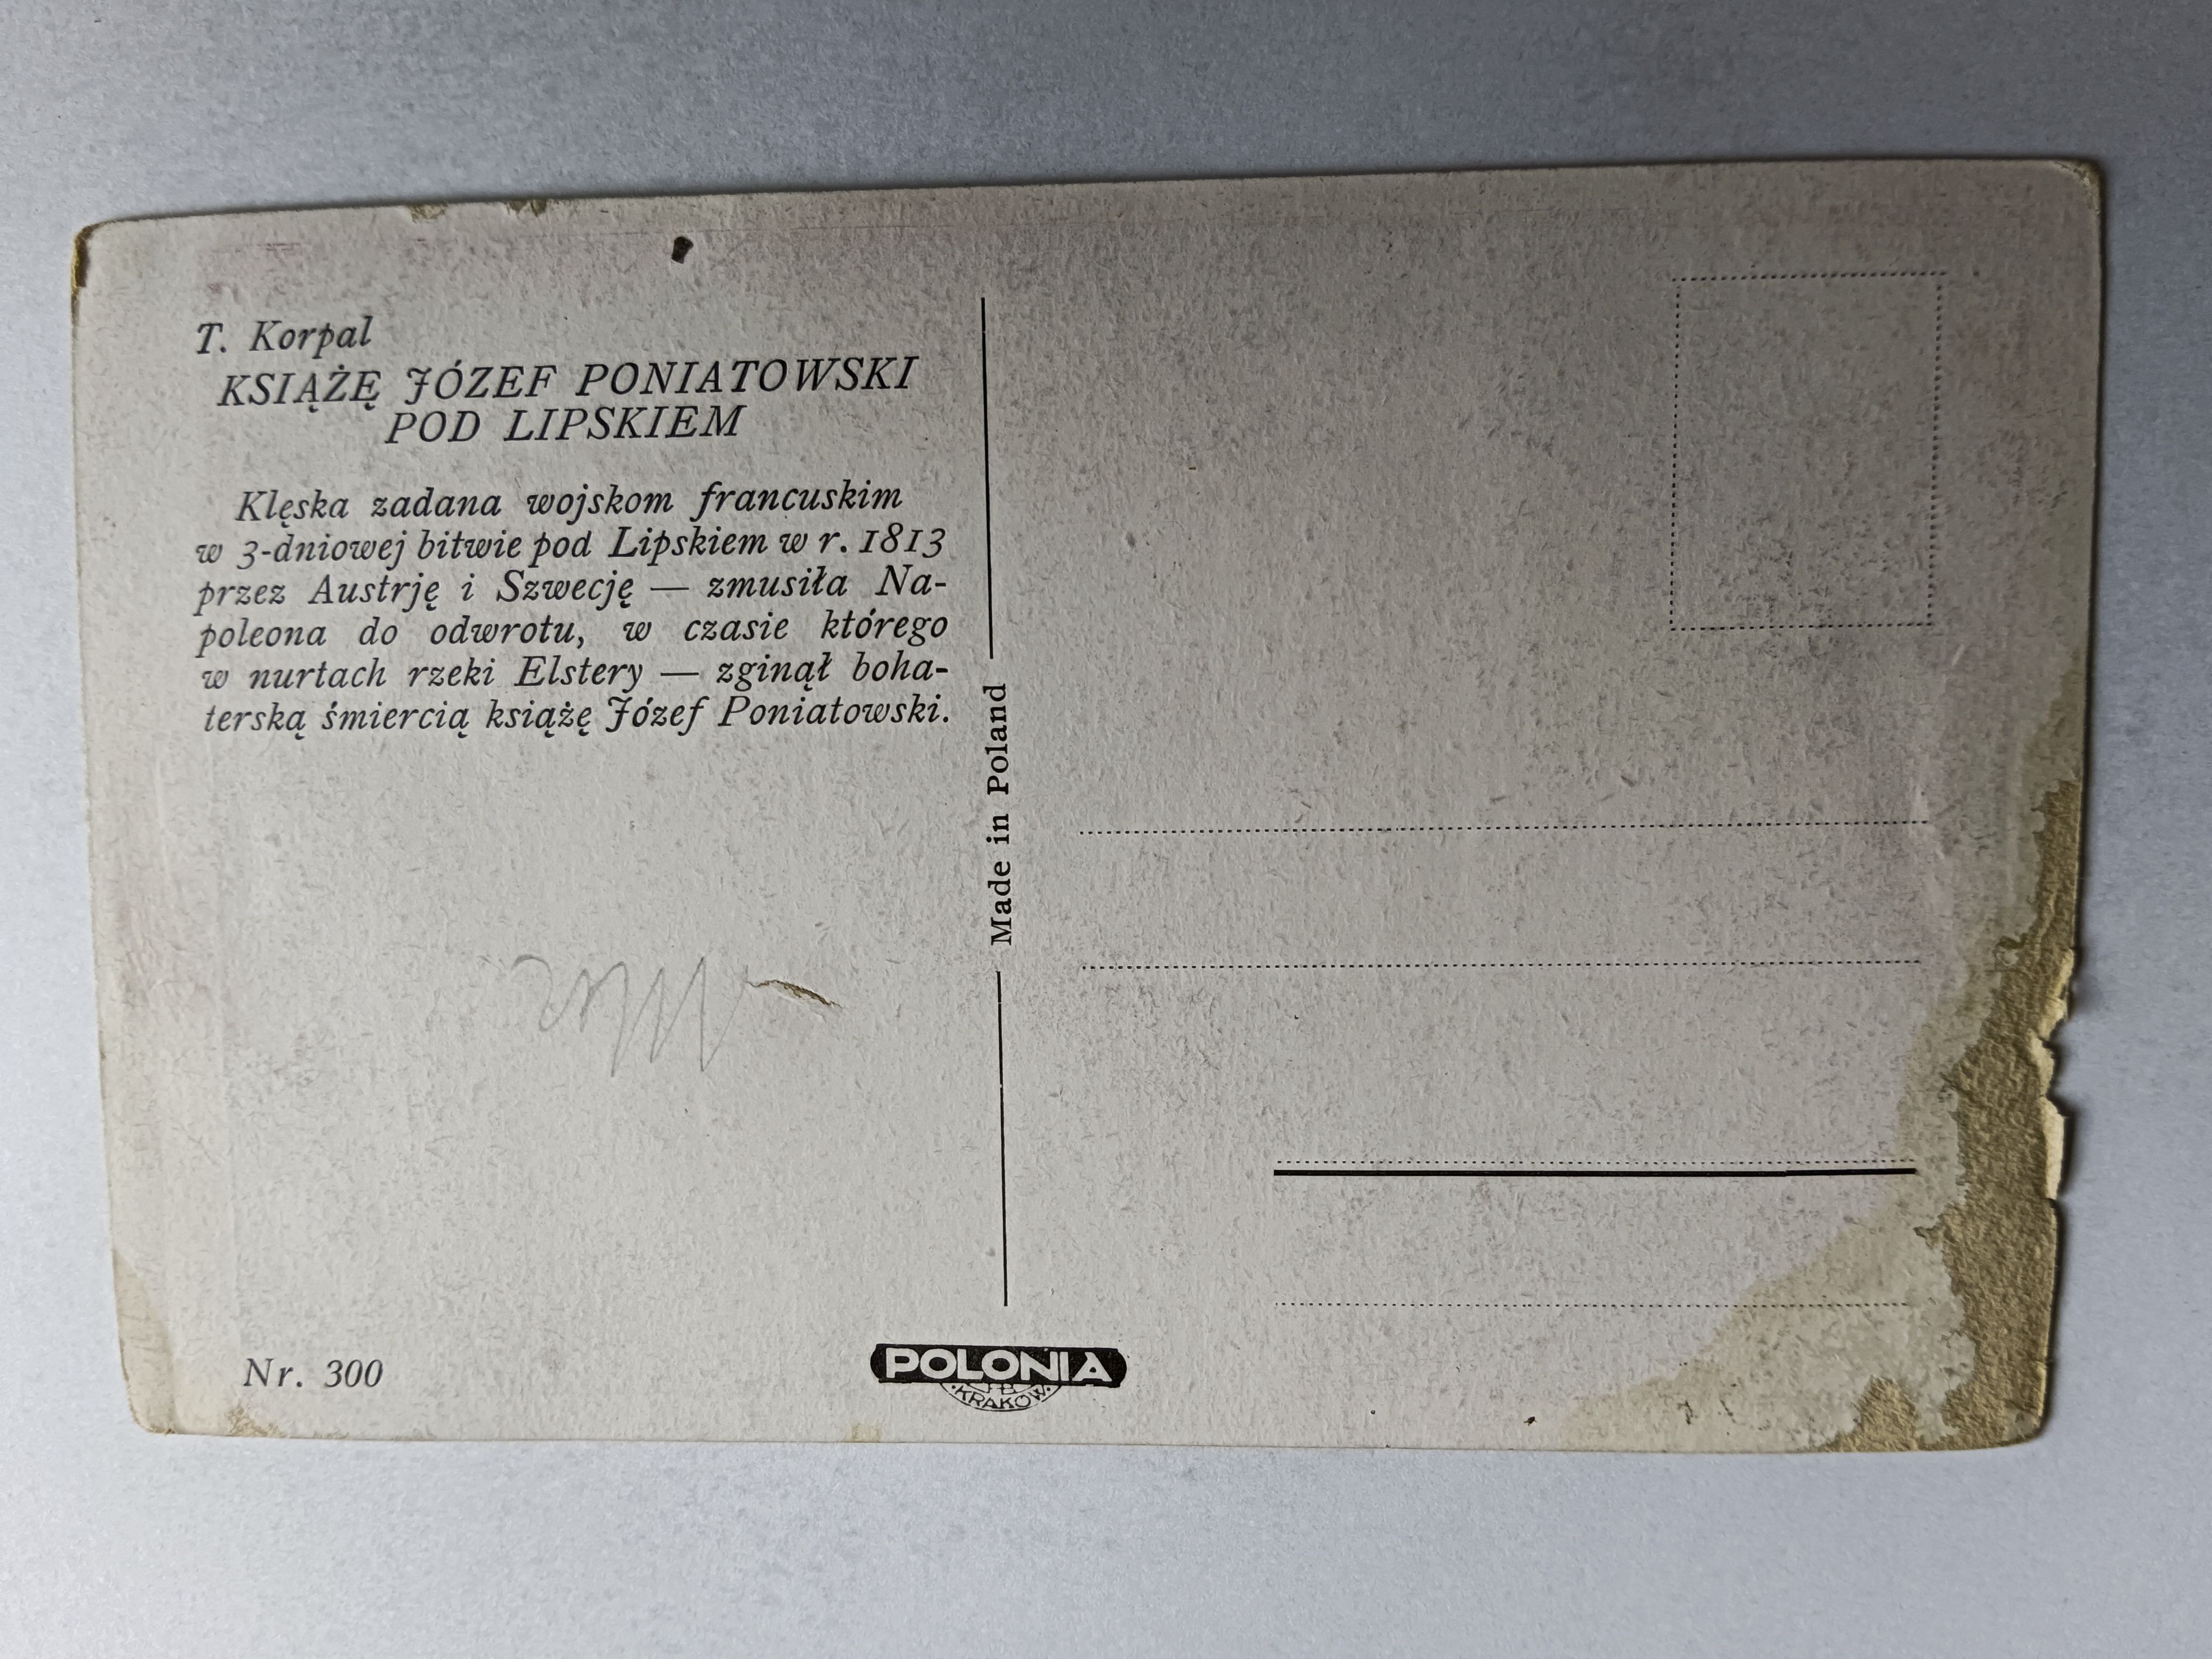 T. Korpal
KSIĄŻĘ JÓZEF PONIATOWSKI
POD LIPSKIEM
Klęska zadana wojskom francuskim
w 3-dniowej bitwie pod Lipskiem w r. 1813
przez Austrję i Szwecję — zmusiła Na-
poleona do odwrotu, w czasie którego
w nurtach rzeki Elstery — zginął boha-
terską śmiercią książę Józef Poniatowski.
Made in Poland
Nr. 300
POLONIA
KRAKÓW